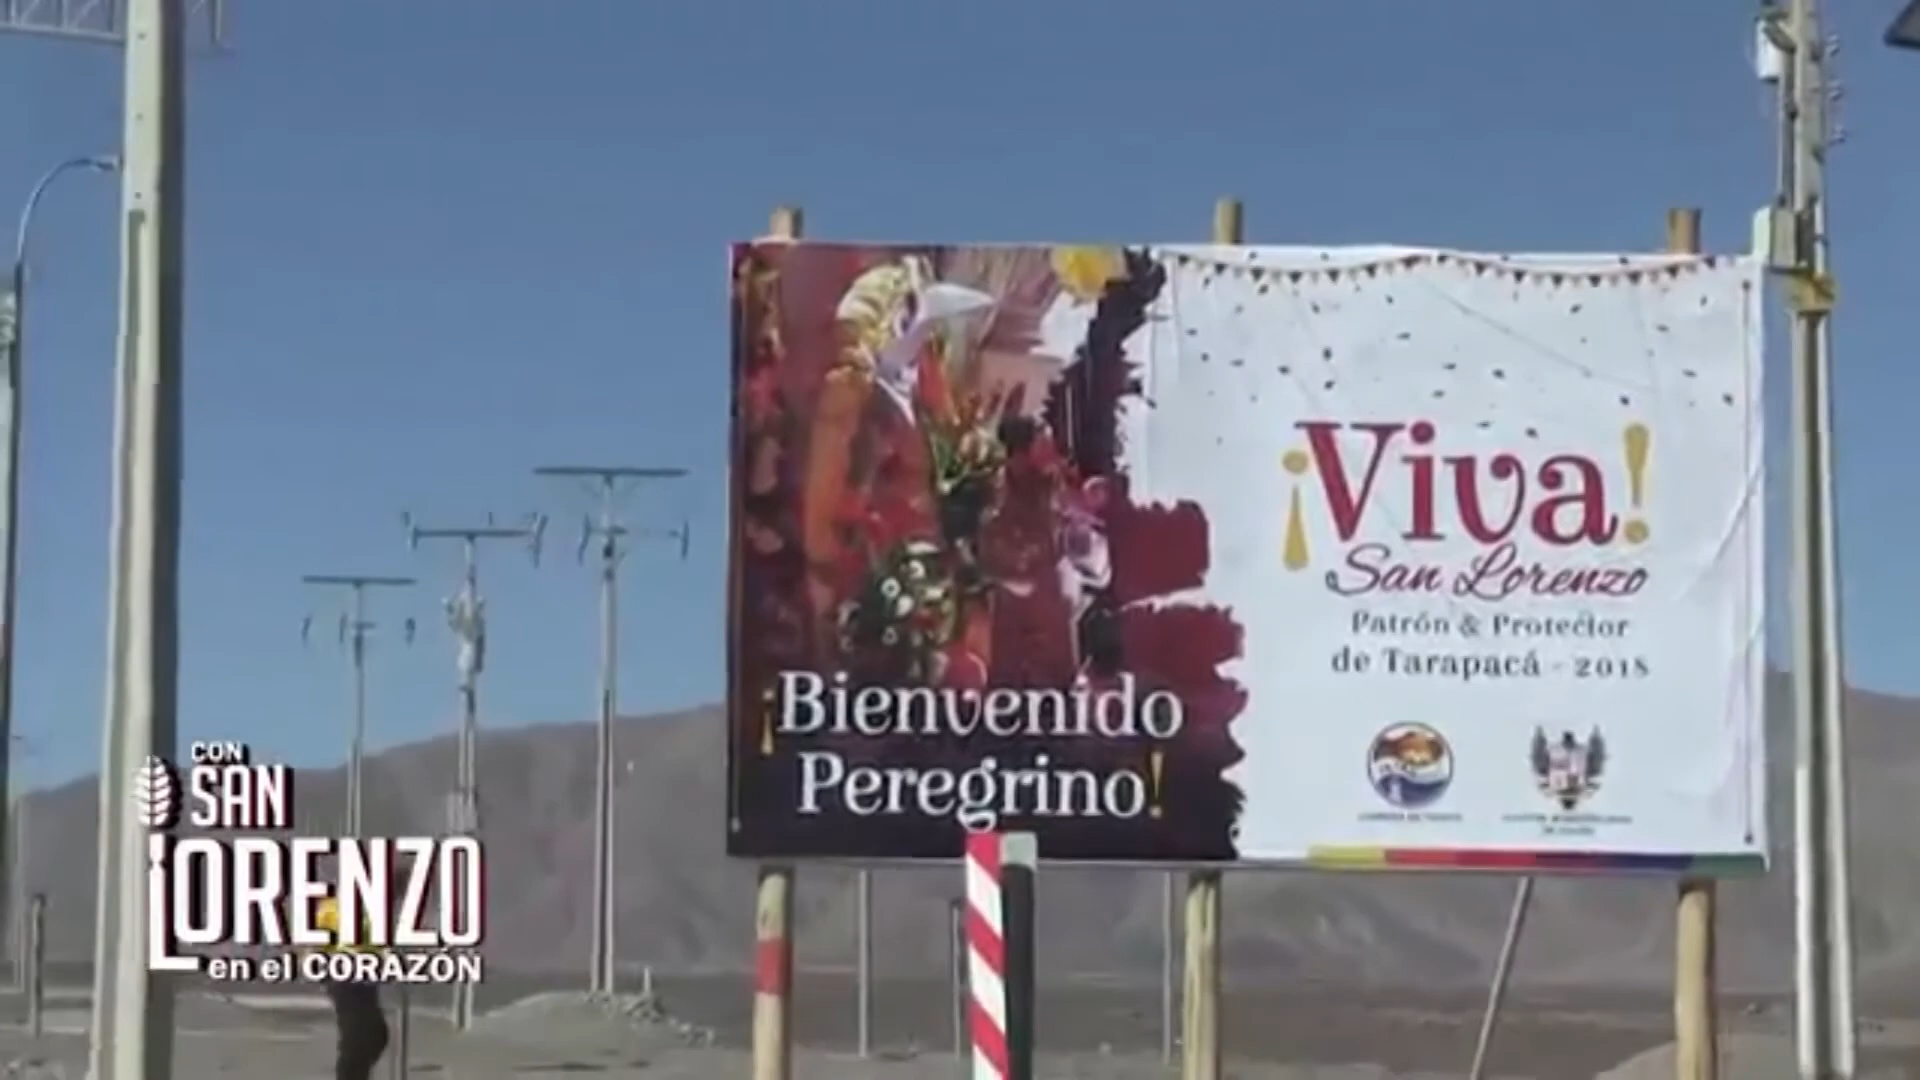 ¡Viva!
San Lorenzo
Patrón & Protector
de Tarapacá - 2018
¡Bienvenido
Peregrino!
CON
SAN
LORENZO
en el CORAZÓN